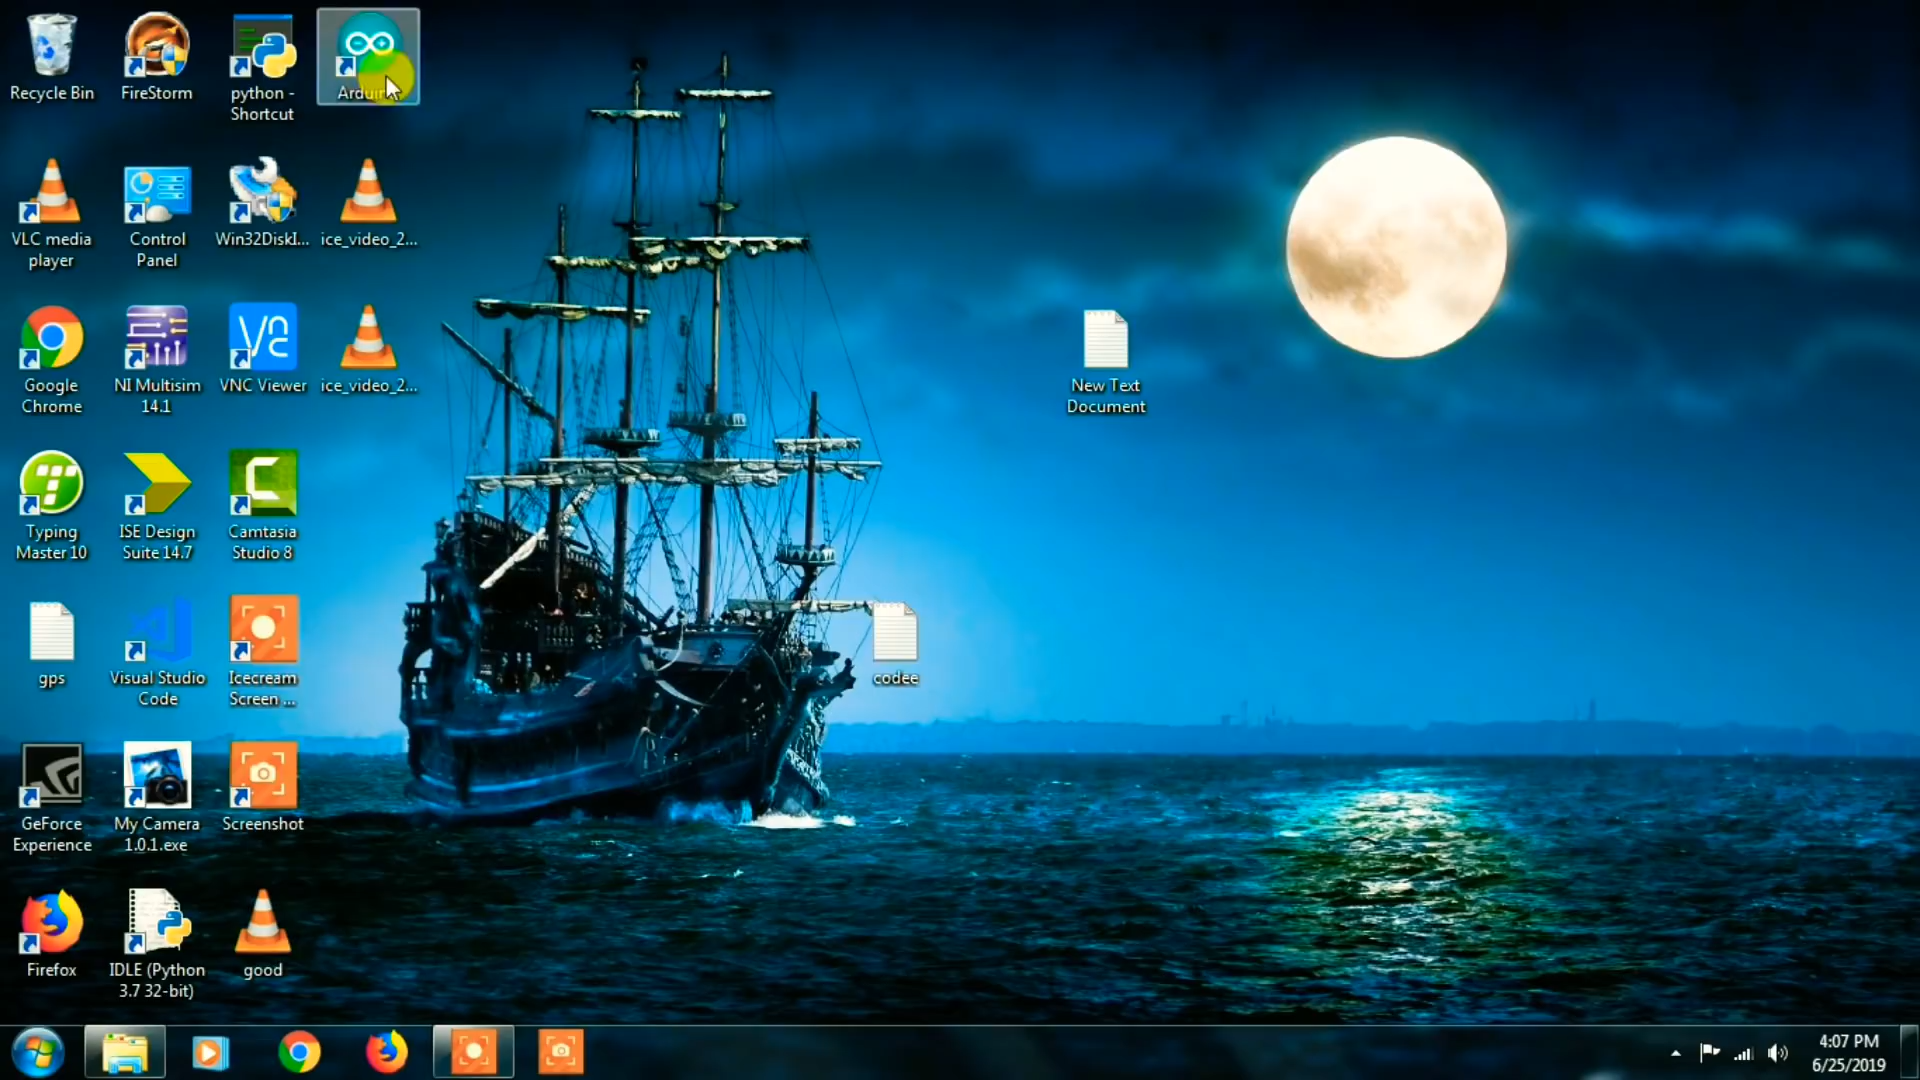 Recycle Bin
FireStorm
python -
Shortcut
VLC media
player
Control
Panel
Win32DiskI...
ice_video_2...
Google
Chrome
NI Multisim
14.1
VNC Viewer
ice_video_2...
New Text
Document
Typing
Master 10
ISE Design
Suite 14.7
Camtasia
Studio 8
gps
Visual Studio
Code
Icecream
Screen ...
codee
GeForce
Experience
My Camera
1.0.1.exe
Screenshot
Firefox
IDLE (Python
3.7 32-bit)
good
4:07 PM
6/25/2019